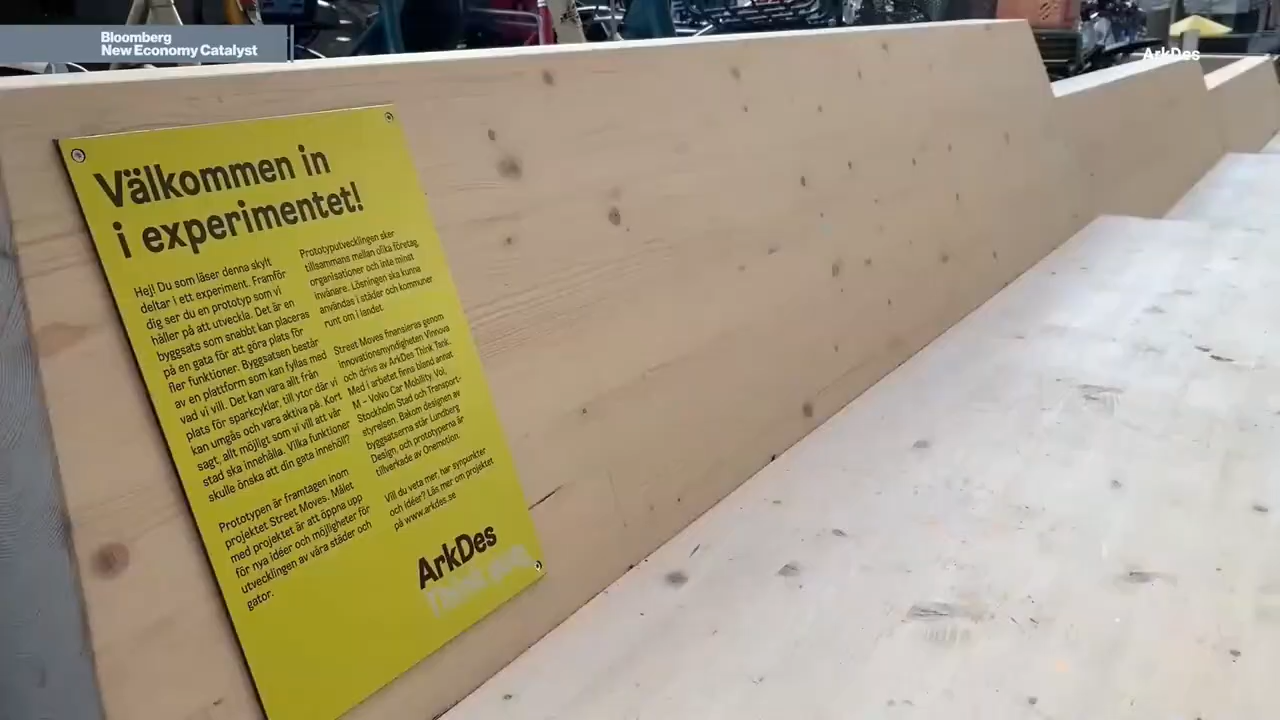 Bloomberg
New Economy Catalyst
ArkDes
Välkommen in
i experimentet!
Hej! Du som läser denna skylt
deltar i ett experiment. Framför
dig ser du en prototyp som vi
håller på att utveckla. Det är en
byggsats som snabbt kan placeras
på en gata för att göra plats för
fler funktioner. Byggsatsen består
av en plattform som kan fyllas med
vad vi vill. Det kan vara allt från
plats för sparkcyklar, till ytor där vi
kan umgås och vara aktiva på. Kort
sagt, allt möjligt som vi vill att vår
stad ska innehålla. Vilka funktioner
skulle önska att din gata innehöll?
Prototypen är framtagen inom
projektet Street Moves. Målet
med projektet är att öppna upp
för nya idéer och möjligheter för
utvecklingen av våra städer och
gator.
Prototyputvecklingen sker
tillsammans mellan olika företag,
organisationer och inte minst
invånare. Lösningen ska kunna
användas i städer och kommuner
runt om i landet.
Street Moves finansieras genom
innovationsmyndigheten Vinnova
och drivs av ArkDes Think Tank.
Med i arbetet finns bland annat
M – Volvo Car Mobility, Voi,
Stockholm Stad och Transport-
styrelsen. Bakom designen av
byggsatserna står Lundberg
Design, och prototyperna är
tillverkade av Onemotion.
Vill du veta mer, har synpunkter
och idéer? Läs mer om projektet
på www.arkdes.se
ArkDes
Think